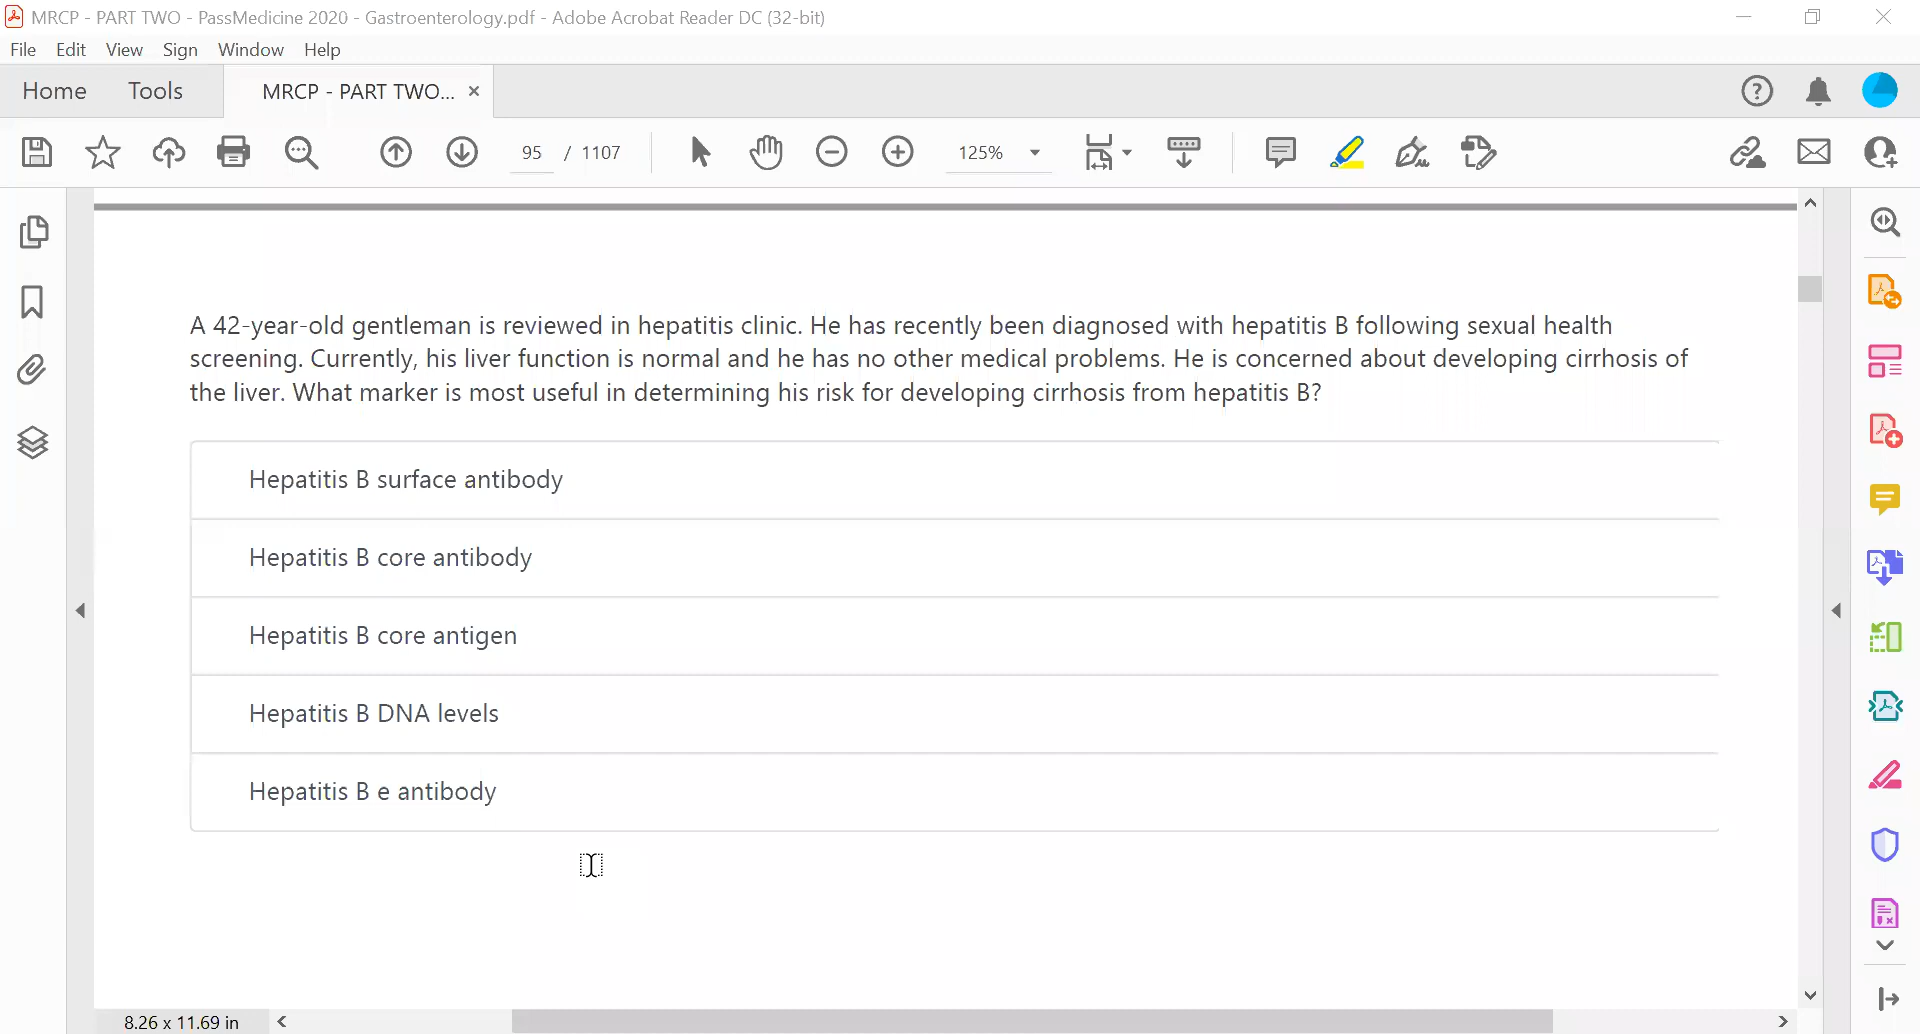 MRCP - PART TWO - PassMedicine 2020 - Gastroenterology.pdf - Adobe Acrobat Reader DC (32-bit)
File Edit View Sign Window Help
Home Tools MRCP - PART TWO... ×
95 / 1107 125%
A 42-year-old gentleman is reviewed in hepatitis clinic. He has recently been diagnosed with hepatitis B following sexual health
screening. Currently, his liver function is normal and he has no other medical problems. He is concerned about developing cirrhosis of
the liver. What marker is most useful in determining his risk for developing cirrhosis from hepatitis B?
Hepatitis B surface antibody
Hepatitis B core antibody
Hepatitis B core antigen
Hepatitis B DNA levels
Hepatitis B e antibody
8.26 x 11.69 in